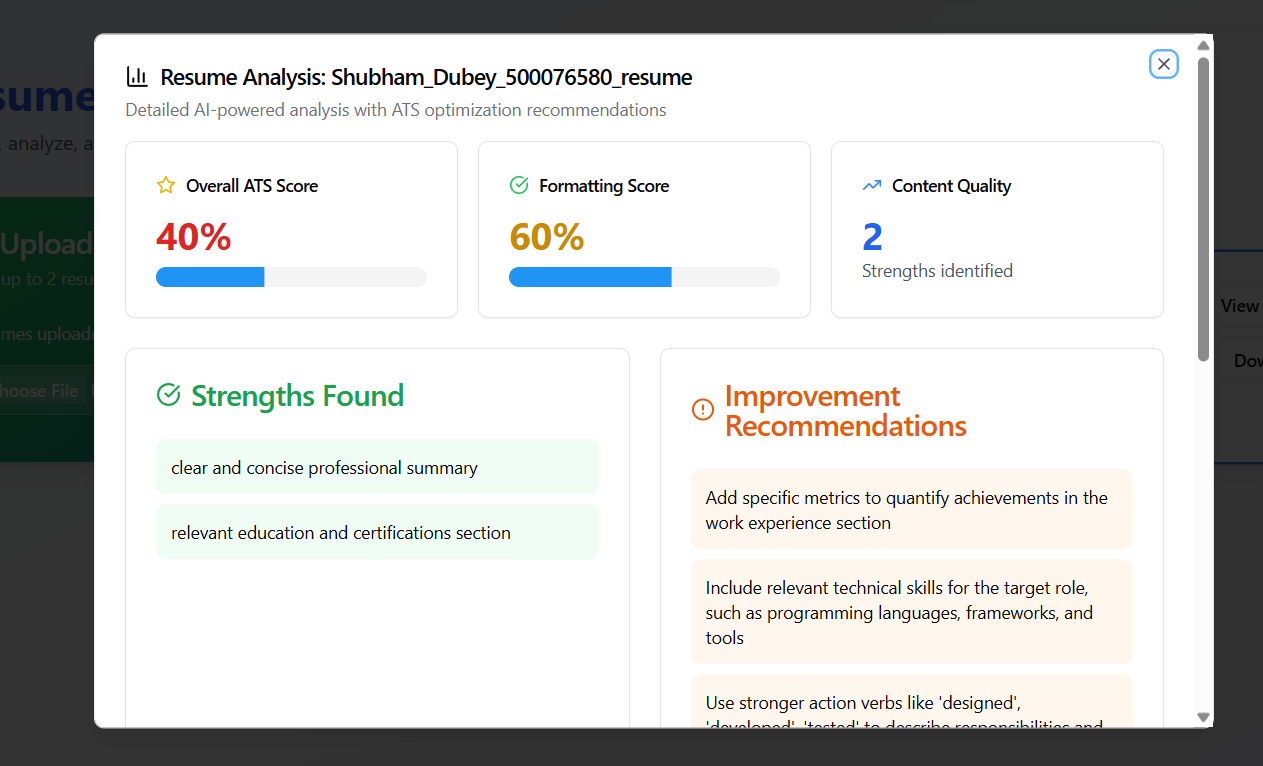 Resume Analysis: Shubham_Dubey_500076580_resume
Detailed AI-powered analysis with ATS optimization recommendations
Overall ATS Score
40%
Formatting Score
60%
Content Quality
2
Strengths identified
Strengths Found
clear and concise professional summary
relevant education and certifications section
Improvement
Recommendations
Add specific metrics to quantify achievements in the
work experience section
Include relevant technical skills for the target role,
such as programming languages, frameworks, and
tools
Use stronger action verbs like 'designed',
'developed', 'tested' to describe responsibilities and
sume
, analyze, a
Upload
up to 2 resu
mes uploade
hoose File
View
Dow